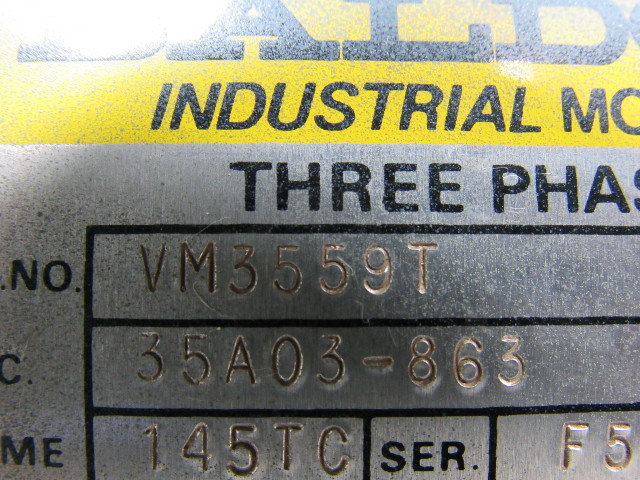 INDUSTRIAL MO
THREE PHAS
.NO. VM3559T
C. 35A03-863
ME 145TC SER. F5